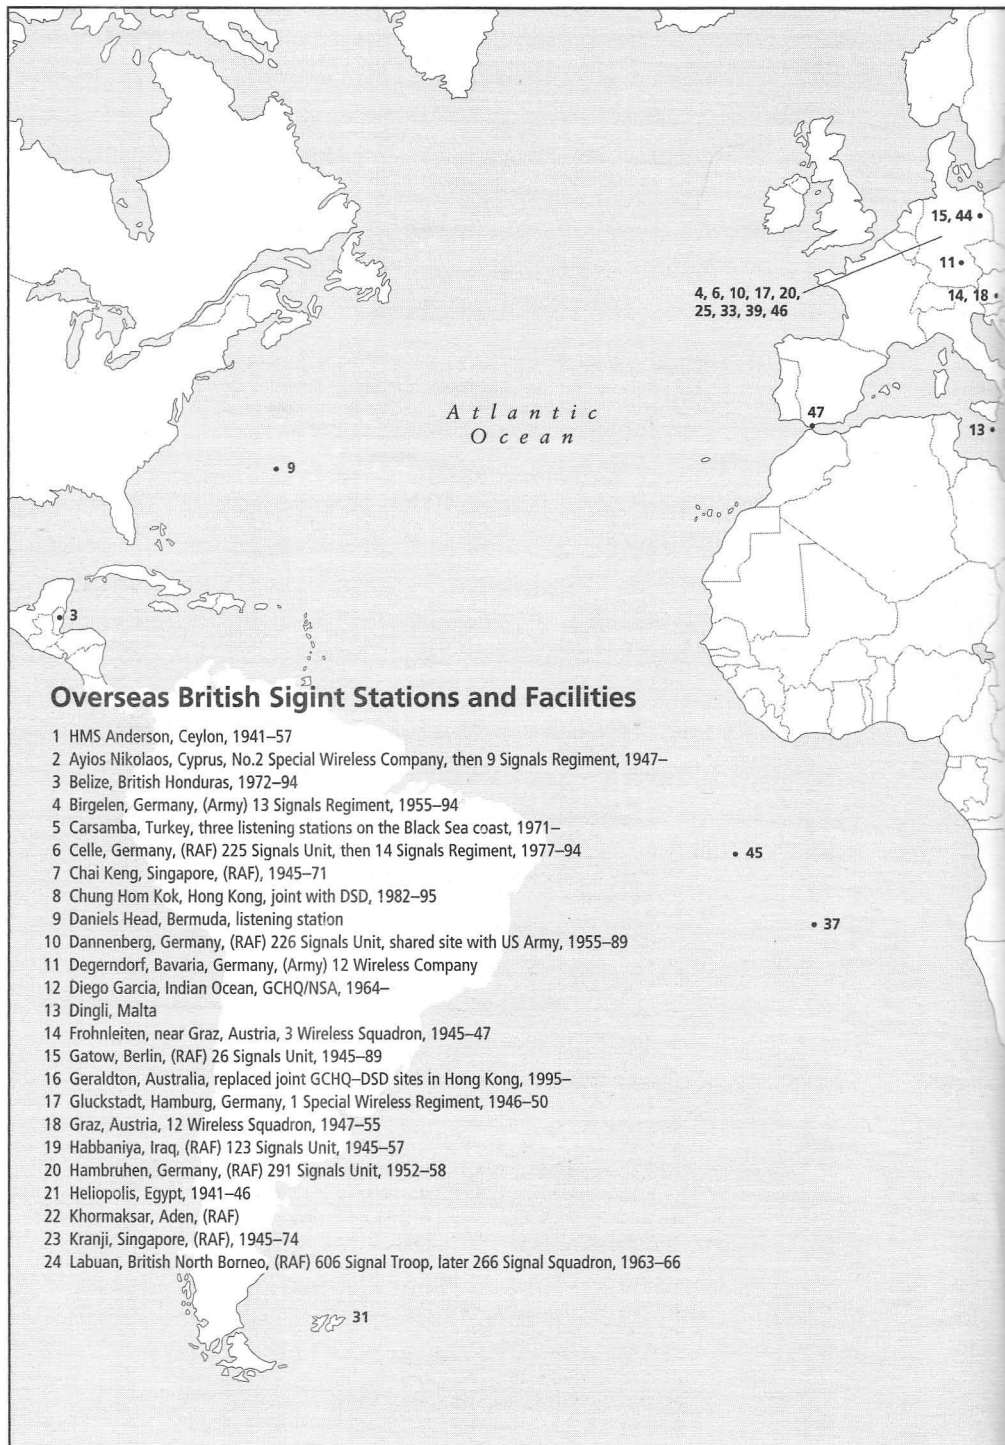 15, 44
11
4, 6, 10, 17, 20,
25, 33, 39, 46
14, 18
Atlantic
Ocean
47
13
9
3
Overseas British Sigint Stations and Facilities
1 HMS Anderson, Ceylon, 1941–57
2 Ayios Nikolaos, Cyprus, No.2 Special Wireless Company, then 9 Signals Regiment, 1947–
3 Belize, British Honduras, 1972–94
4 Birgelen, Germany, (Army) 13 Signals Regiment, 1955–94
5 Carsamba, Turkey, three listening stations on the Black Sea coast, 1971–
6 Celle, Germany, (RAF) 225 Signals Unit, then 14 Signals Regiment, 1977–94
7 Chai Keng, Singapore, (RAF), 1945–71
8 Chung Hom Kok, Hong Kong, joint with DSD, 1982–95
9 Daniels Head, Bermuda, listening station
10 Dannenberg, Germany, (RAF) 226 Signals Unit, shared site with US Army, 1955–89
11 Degerndorf, Bavaria, Germany, (Army) 12 Wireless Company
12 Diego Garcia, Indian Ocean, GCHQ/NSA, 1964–
13 Dingli, Malta
14 Frohnleiten, near Graz, Austria, 3 Wireless Squadron, 1945–47
15 Gatow, Berlin, (RAF) 26 Signals Unit, 1945–89
16 Geraldton, Australia, replaced joint GCHQ–DSD sites in Hong Kong, 1995–
17 Gluckstadt, Hamburg, Germany, 1 Special Wireless Regiment, 1946–50
18 Graz, Austria, 12 Wireless Squadron, 1947–55
19 Habbaniya, Iraq, (RAF) 123 Signals Unit, 1945–57
20 Hambruhen, Germany, (RAF) 291 Signals Unit, 1952–58
21 Heliopolis, Egypt, 1941–46
22 Khormaksar, Aden, (RAF)
23 Kranji, Singapore, (RAF), 1945–74
24 Labuan, British North Borneo, (RAF) 606 Signal Troop, later 266 Signal Squadron, 1963–66
45
37
31